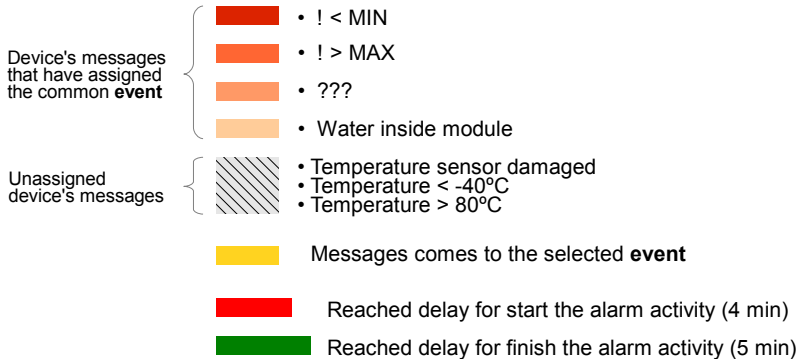 • ! < MIN
Device's messages
that have assigned
the common event
• ! > MAX
• ???
• Water inside module
Unassigned
device's messages
• Temperature sensor damaged
• Temperature < -40ºC
• Temperature > 80ºC
Messages comes to the selected event
Reached delay for start the alarm activity (4 min)
Reached delay for finish the alarm activity (5 min)